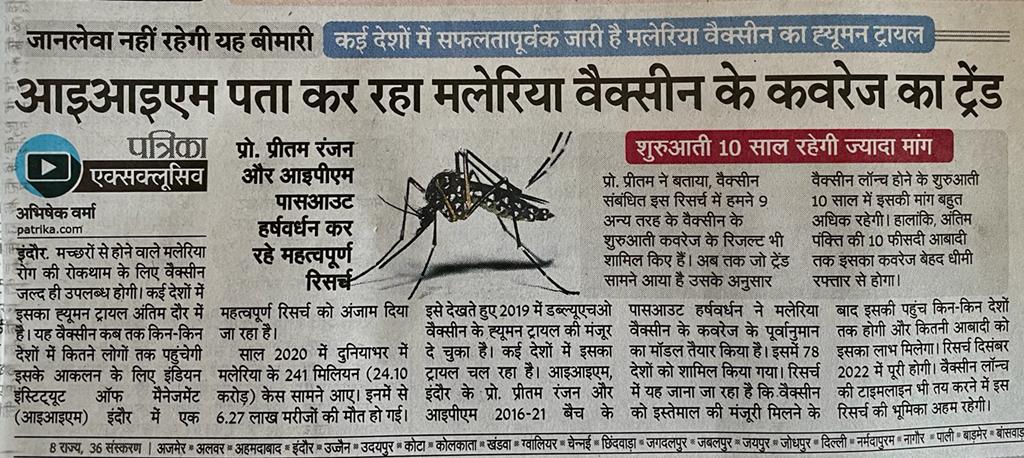 जानलेवा नहीं रहेगी यह बीमारी
कई देशों में सफलतापूर्वक जारी है मलेरिया वैक्सीन का ह्यूमन ट्रायल
आइआइएम पता कर रहा मलेरिया वैक्सीन के कवरेज का ट्रेंड
पत्रिका
एक्सक्लूसिव
अभिषेक वर्मा
patrika.com
इंदौर. मच्छरों से होने वाले मलेरिया
रोग की रोकथाम के लिए वैक्सीन
जल्द ही उपलब्ध होगी। कई देशों में
इसका ह्यूमन ट्रायल अंतिम दौर में
है। यह वैक्सीन कब तक किन-किन
देशों में कितने लोगों तक पहुंचेगी
इसके आकलन के लिए इंडियन
इंस्टिट्यूट ऑफ मैनेजमेंट
(आइआइएम) इंदौर में एक
प्रो. प्रीतम रंजन
और आइपीएम
पासआउट
हर्षवर्धन कर
रहे महत्वपूर्ण
रिसर्च
महत्वपूर्ण रिसर्च को अंजाम दिया
जा रहा है।
साल 2020 में दुनियाभर में
मलेरिया के 241 मिलियन (24.10
करोड़) केस सामने आए। इनमें से
6.27 लाख मरीजों की मौत हो गई।
इसे देखते हुए 2019 में डब्ल्यूएचओ
वैक्सीन के ह्यूमन ट्रायल की मंजूर
दे चुका है। कई देशों में इसका
ट्रायल चल रहा है। आइआइएम,
इंदौर के प्रो. प्रीतम रंजन और
आइपीएम 2016-21 बैच के
शुरुआती 10 साल रहेगी ज्यादा मांग
प्रो. प्रीतम ने बताया, वैक्सीन
संबंधित इस रिसर्च में हमने 9
अन्य तरह के वैक्सीन के
शुरुआती कवरेज के रिजल्ट भी
शामिल किए हैं। अब तक जो ट्रेंड
सामने आया है उसके अनुसार
वैक्सीन लॉन्च होने के शुरुआती
10 साल में इसकी मांग बहुत
अधिक रहेगी। हालांकि, अंतिम
पंक्ति की 10 फीसदी आबादी
तक इसका कवरेज बेहद धीमी
रफ्तार से होगा।
पासआउट हर्षवर्धन ने मलेरिया
वैक्सीन के कवरेज के पूर्वानुमान
का मॉडल तैयार किया है। इसमें 78
देशों को शामिल किया गया। रिसर्च
में यह जाना जा रहा है कि वैक्सीन
को इस्तेमाल की मंजूरी मिलने के
बाद इसकी पहुंच किन-किन देशों
तक होगी और कितनी आबादी को
इसका लाभ मिलेगा। रिसर्च दिसंबर
2022 में पूरी होगी। वैक्सीन लॉन्च
की टाइमलाइन भी तय करने में इस
रिसर्च की भूमिका अहम रहेगी।
8 राज्य, 36 संस्करण | अजमेर ▪ अलवर ▪ अहमदाबाद ▪ इंदौर ▪ उज्जैन ▪ उदयपुर ▪ कोटा ▪ कोलकाता ▪ खंडवा ▪ ग्वालियर ▪ चेन्नई ▪ छिंदवाड़ा ▪ जगदलपुर ▪ जबलपुर ▪ जयपुर ▪ जोधपुर ▪ दिल्ली ▪ नर्मदापुरम ▪ नागौर ▪ पाली ▪ बाड़मेर ▪ बांसवाड़